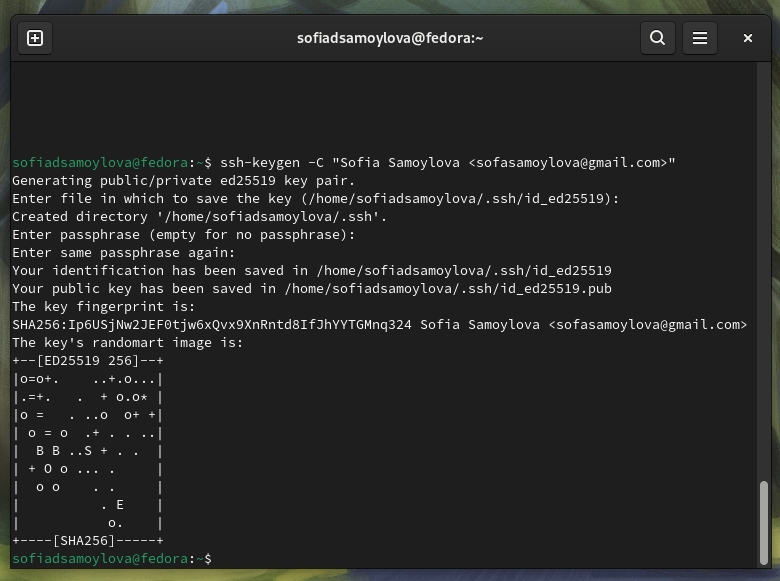 sofiadsamoylova@fedora:~
sofiadsamoylova@fedora:~$ ssh-keygen -C "Sofia Samoylova <sofasamoylova@gmail.com>"
Generating public/private ed25519 key pair.
Enter file in which to save the key (/home/sofiadsamoylova/.ssh/id_ed25519):
Created directory '/home/sofiadsamoylova/.ssh'.
Enter passphrase (empty for no passphrase):
Enter same passphrase again:
Your identification has been saved in /home/sofiadsamoylova/.ssh/id_ed25519
Your public key has been saved in /home/sofiadsamoylova/.ssh/id_ed25519.pub
The key fingerprint is:
SHA256:Ip6USjNw2JEF0tjw6xQvx9XnRntd8IfJhYYTGMnq324 Sofia Samoylova <sofasamoylova@gmail.com>
The key's randomart image is:
+--[ED25519 256]--+
|o=o+.    ..+.o...|
|.=+.   .  + o.o* |
|o =   . ..o  o+ +|
| o = o  .+ . . ..|
|  B B ..S + . .  |
| + O o ... .     |
|  o o    . .     |
|          . E    |
|           o.    |
+----[SHA256]-----+
sofiadsamoylova@fedora:~$